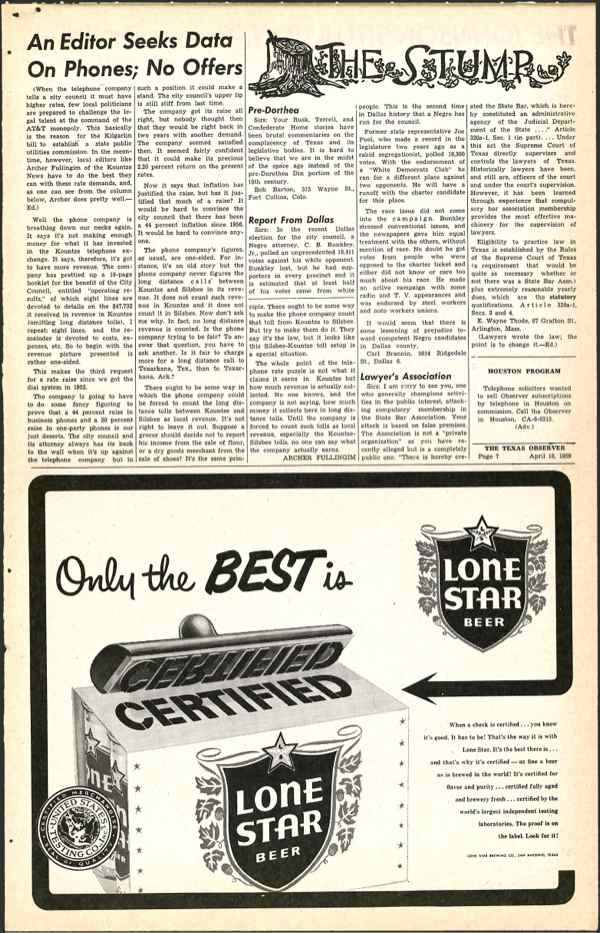 An Editor Seeks Data
On Phones; No Offers
(When the telephone company
tells a city council it must have
higher rates, few local politicians
are prepared to challenge the le-
gal talent at the command of the
AT&T monopoly. This basically
is the reason for the Kilgarlin
bill to establish a state public
utilities commission. In the mean-
time, however, local editors like
Archer Fullingim of the Kountze
News have to do the best they
can with these rate demands, and,
as one can see from the column
below, Archer does pretty well.—
Ed.)
Well the phone company is
breathing down our necks again.
It says it's not making enough
money for what it has invested
in the Kountze telephone ex-
change. It says, therefore, it's got
to have more revenue. The com-
pany has prettied up a 19-page
booklet for the benefit of the City
Council, entitled "operating re-
sults," of which eight lines are
devoted to detailing the $47,732
it received in revenue in Kountze
(omitting long distance tolls). I
repeat: eight lines, and the re-
mainder is devoted to costs, ex-
penses, etc. So to begin with the
revenue picture presented is
rather one-sided.
This makes the third request
for a rate raise since we got the
dial system in 1952.
The company is going to have
to do some fancy figuring to
prove that a 44 percent raise in
business phones and a 20 percent
raise in one-party phones is our
just deserts. The city council and
its attorney always has its back
to the wall when it's up against
the telephone company but in
such a position it could make a
stand. The city council's upper lip
is still stiff from last time.
The company got its raise all
right, but nobody thought then
that they would be right back in
two years with another demand.
The company seemed satisfied
then. It seemed fairly confident
that it could make its precious
2.20 percent return on the present
rates.
Now it says that inflation has
justified the raise, but has it jus-
tified that much of a raise? It
would be hard to convince the
city council that there has been
a 44 percent inflation since 1956.
It would be hard to convince any-
one.
The phone company's figures,
as usual, are one-sided. For in-
stance, it's an old story but the
phone company never figures the
long distance calls between
Kountze and Silsbee in its reve-
nue. It does not count such reve-
nues in Kountze and it does not
count it in Silsbee. Now don't ask
me why. In fact, no long distance
revenue is counted. Is the phone
company trying to be fair? To an-
swer that question, you have to
ask another. Is it fair to charge
more for a long distance call to
Texarkana, Tex., than to Texar-
kana, Ark?
There ought to be some way in
which the phone company could
be forced to count the long dis-
tance tolls between Kountze and
Silsbee as local revenue. It's not
right to leave it out. Suppose a
grocer should decide not to report
his income from the sale of flour,
or a dry goods merchant from the
sale of shoes? It's the same prin-
THE STUMP
Pre-Dorthea
Sirs: Your Rusk, Terrell, and
Confederate Home stories have
been brutal commentaries on the
complacency of Texas and its
legislative bodies. It is hard to
believe that we are in the midst
of the space age instead of the
pre-Dorothea Dix portion of the
19th century.
Bob Barton, 315 Wayne St.,
Fort Collins, Colo.
Report From Dallas
Sirs: In the recent Dallas
election for the city council, a
Negro attorney, C. B. Bunkley,
Jr., polled an unprecedented
votes against his white opponent.
Bunkley lost, but he had sup-
porters in every precinct and it
is estimated that at least half
of his votes came from white
ciple. There ought to be some way
to make the phone company count
that toll from Kountze to Silsbee.
But try to make them do it. They
say it's the law, but it looks like
this Silsbee-Kountze toll setup is
a special situation.
The whole point of the tele-
phone rate puzzle is not what it
claims it earns in Kountze but
how much revenue is actually col-
lected. No one knows, and the
company is not saying, how much
money it collects here in long dis-
tance tolls. Until the company is
forced to count such tolls as local
revenue, especially the Kountze-
Silsbee tolls, no one can say what
the company actually earns.
ARCHER FULLINGIM
people. This is the second time
in Dallas history that a Negro has
run for the council.
Former state representative Joe
Pool, who made a record in the
legislature two years ago as a
rabid segregationist, polled 16,360
votes. With the endorsement of
a "White Democrats Club" he
ran for a different place against
two opponents. He will have a
runoff with the charter candidate
for this place.
The race issue did not come
into the campaign. Bunkley
stressed conventional issues, and
the newspapers gave him equal
treatment with the others, without
mention of race. No doubt he got
votes from people who were
opposed to the charter ticket and
either did not know or care too
much about his race. He made
an active campaign with some
radio and T. V. appearances and
was endorsed by steel workers
and auto workers unions.
It would seem that there is
some lessening of prejudice to-
ward competent Negro candidates
in Dallas county.
Carl Brannin, 3514 Ridgedale
St., Dallas 6.
Lawyer's Association
Sirs: I am sorry to see you, one
who generally champions activi-
ties in the public interest, attack-
ing compulsory membership in
the State Bar Association. Your
attack is based on false premises.
The Association is not a "private
organization" as you have re-
cently alleged but is a completely
public one. "There is hereby cre-
ated the State Bar, which is here-
by constituted an administrative
agency of the Judicial Depart-
ment of the State . . ." Article
320a-1, Sec. 1 (in part). . . . Under
this act the Supreme Court of
Texas directly supervises and
controls the lawyers of Texas.
Historically lawyers have been,
and still are, officers of the court
and under the court's supervision.
However, it has been learned
through experience that compul-
sory bar association membership
provides the most effective ma-
chinery for the supervision of
lawyers.
Eligibility to practice law in
Texas is established by the Rules
of the Supreme Court of Texas
(a requirement that would be
quite as necessary whether or
not there was a State Bar Assn.)
plus extremely reasonable yearly
dues, which are the statutory
qualifications. Article 320a-1,
Secs. 3 and 4.
E. Wayne Thode, 67 Grafton St.,
Arlington, Mass.
(Lawyers wrote the law; the
point is to change it.—Ed.)
HOUSTON PROGRAM
Telephone solicitors wanted
to sell Observer subscriptions
by telephone in Houston on
commission. Call the Observer
in Houston,
(Adv.)
THE TEXAS OBSERVER
Page 7 April 18, 1959
Only the BEST is
LONE
STAR
BEER
CERTIFIED
CERTIFIED
LONE
STAR
BEER
UNITED STATES
TESTING CO.
When a check is certified . . . you know
it's good. It has to be! That's the way it is with
Lone Star. It's the best there is . . .
and that's why it's certified — as fine a beer
as is brewed in the world! It's certified for
flavor and purity . . . certified fully aged
and brewery fresh . . . certified by the
world's largest independent testing
laboratories. The proof is on
the label. Look for it!
LONE STAR BREWING CO., SAN ANTONIO, TEXAS